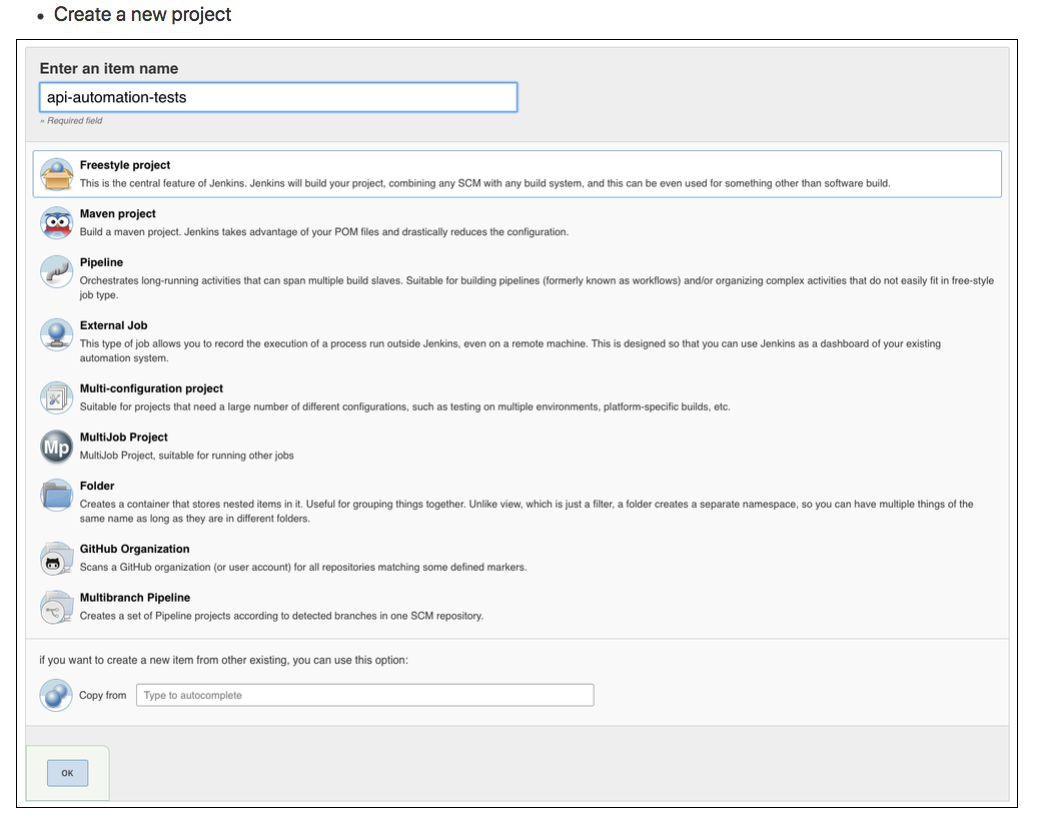 • Create a new project
Enter an item name
api-automation-tests
» Required field
Freestyle project
This is the central feature of Jenkins. Jenkins will build your project, combining any SCM with any build system, and this can be even used for something other than software build.
Maven project
Build a maven project. Jenkins takes advantage of your POM files and drastically reduces the configuration.
Pipeline
Orchestrates long-running activities that can span multiple build slaves. Suitable for building pipelines (formerly known as workflows) and/or organizing complex activities that do not easily fit in free-style
job type.
External Job
This type of job allows you to record the execution of a process run outside Jenkins, even on a remote machine. This is designed so that you can use Jenkins as a dashboard of your existing
automation system.
Multi-configuration project
Suitable for projects that need a large number of different configurations, such as testing on multiple environments, platform-specific builds, etc.
Mp
MultiJob Project
MultiJob Project, suitable for running other jobs
Folder
Creates a container that stores nested items in it. Useful for grouping things together. Unlike view, which is just a filter, a folder creates a separate namespace, so you can have multiple things of the
same name as long as they are in different folders.
GitHub Organization
Scans a GitHub organization (or user account) for all repositories matching some defined markers.
Multibranch Pipeline
Creates a set of Pipeline projects according to detected branches in one SCM repository.
if you want to create a new item from other existing, you can use this option:
Copy from
Type to autocomplete
OK